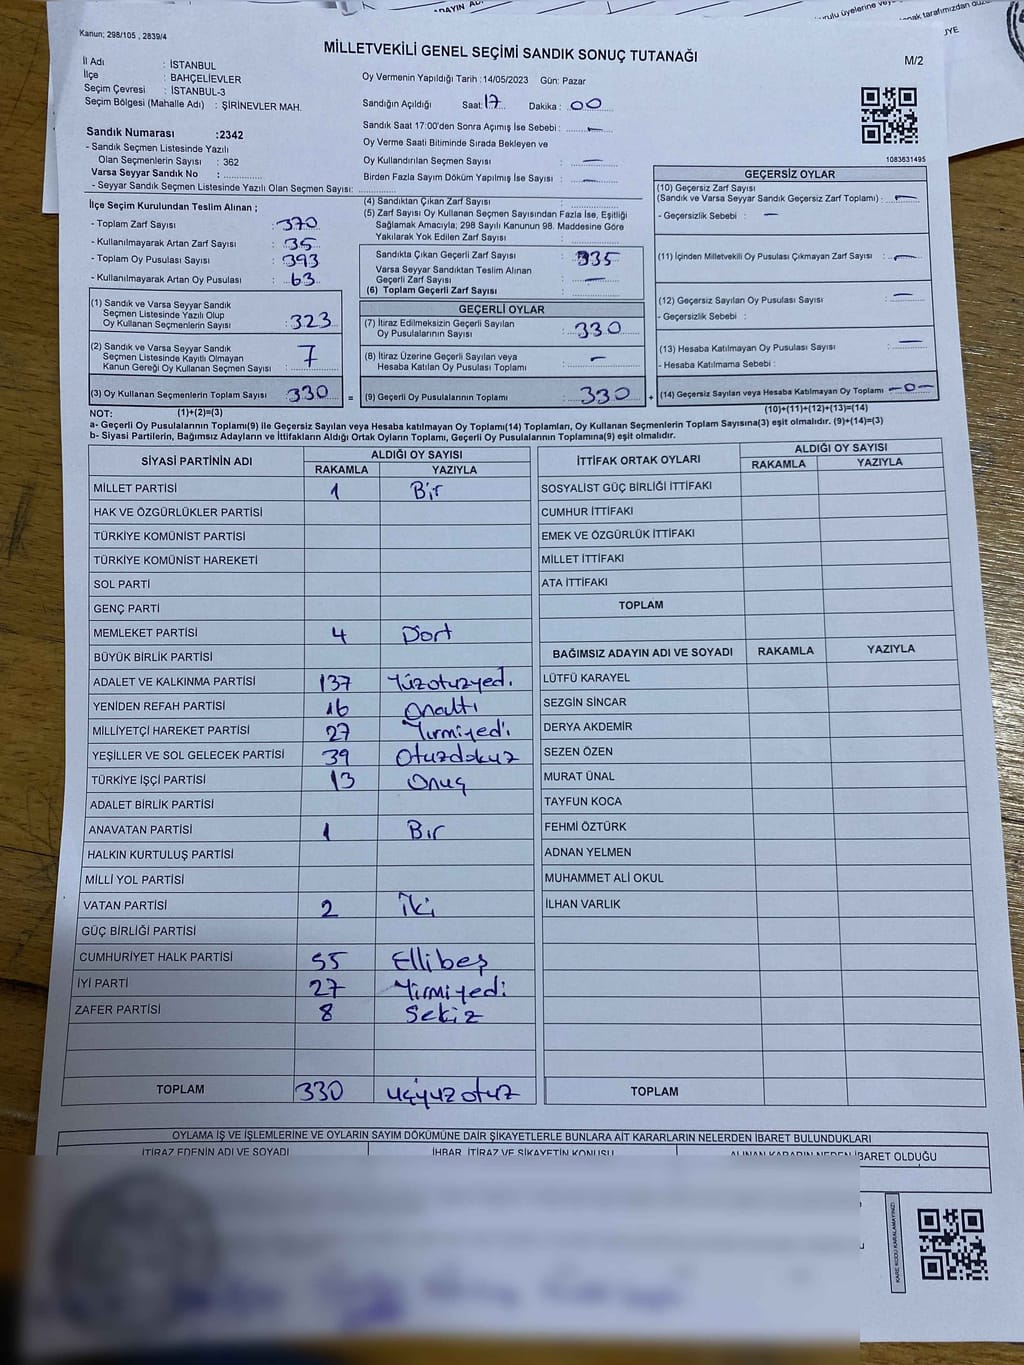 Kanun; 298/105 , 2839/4
MİLLETVEKİLİ GENEL SEÇİMİ SANDIK SONUÇ TUTANAĞI
M/2
İl Adı : İSTANBUL
İlçe : BAHÇELİEVLER
Seçim Çevresi : İSTANBUL-3
Seçim Bölgesi (Mahalle Adı) : ŞİRİNEVLER MAH.
Oy Vermenin Yapıldığı Tarih : 14/05/2023 Gün: Pazar
Sandığın Açıldığı Saat: 17 Dakika : 00
Sandık Saat 17:00'den Sonra Açımış İse Sebebi : —
Oy Verme Saati Bitiminde Sırada Bekleyen ve
Oy Kullandırılan Seçmen Sayısı : —
Birden Fazla Sayım Döküm Yapılmış İse Sayısı : —
Sandık Numarası : 2342
- Sandık Seçmen Listesinde Yazılı
Olan Seçmenlerin Sayısı : 362
Varsa Seyyar Sandık No :
- Seyyar Sandık Seçmen Listesinde Yazılı Olan Seçmen Sayısı:
1083631495
İlçe Seçim Kurulundan Teslim Alınan ;
- Toplam Zarf Sayısı : 370
- Kullanılmayarak Artan Zarf Sayısı : 35
- Toplam Oy Pusulası Sayısı : 393
- Kullanılmayarak Artan Oy Pusulası : 63
(1) Sandık ve Varsa Seyyar Sandık
Seçmen Listesinde Yazılı Olup
Oy Kullanan Seçmenlerin Sayısı : 323
(2) Sandık ve Varsa Seyyar Sandık
Seçmen Listesinde Kayıtlı Olmayan
Kanun Gereği Oy Kullanan Seçmen Sayısı : 7
(3) Oy Kullanan Seçmenlerin Toplam Sayısı : 330 =
(4) Sandıktan Çıkan Zarf Sayısı :
(5) Zarf Sayısı Oy Kullanan Seçmen Sayısından Fazla İse, Eşitliği
Sağlamak Amacıyla; 298 Sayılı Kanunun 98. Maddesine Göre
Yakılarak Yok Edilen Zarf Sayısı :
Sandıkta Çıkan Geçerli Zarf Sayısı : 335
Varsa Seyyar Sandıktan Teslim Alınan
Geçerli Zarf Sayısı : —
(6) Toplam Geçerli Zarf Sayısı :
GEÇERLİ OYLAR
(7) İtiraz Edilmeksizin Geçerli Sayılan
Oy Pusulalarının Sayısı : 330
(8) İtiraz Üzerine Geçerli Sayılan veya
Hesaba Katılan Oy Pusulası Toplamı : —
(9) Geçerli Oy Pusulalarının Toplamı : 330 +
GEÇERSİZ OYLAR
(10) Geçersiz Zarf Sayısı
(Sandık ve Varsa Seyyar Sandık Geçersiz Zarf Toplamı) : —
- Geçersizlik Sebebi : —
(11) İçinden Milletvekili Oy Pusulası Çıkmayan Zarf Sayısı : —
(12) Geçersiz Sayılan Oy Pusulası Sayısı : —
- Geçersizlik Sebebi :
(13) Hesaba Katılmayan Oy Pusulası Sayısı : —
- Hesaba Katılmama Sebebi :
(14) Geçersiz Sayılan veya Hesaba Katılmayan Oy Toplamı : —0—
NOT: (1)+(2)=(3)
(10)+(11)+(12)+(13)=(14)
a- Geçerli Oy Pusulalarının Toplamı(9) ile Geçersiz Sayılan veya Hesaba Katılmayan Oy Toplamı(14) Toplamları, Oy Kullanan Seçmenlerin Toplam Sayısına(3) eşit olmalıdır. (9)+(14)=(3)
b- Siyasi Partilerin, Bağımsız Adayların ve İttifakların Aldığı Ortak Oyların Toplamı, Geçerli Oy Pusulalarının Toplamına(9) eşit olmalıdır.
SİYASİ PARTİNİN ADI ALDIĞI OY SAYISI
RAKAMLA YAZIYLA
MİLLET PARTİSİ 1 Bir
HAK VE ÖZGÜRLÜKLER PARTİSİ
TÜRKİYE KOMÜNİST PARTİSİ
TÜRKİYE KOMÜNİST HAREKETİ
SOL PARTİ
GENÇ PARTİ
MEMLEKET PARTİSİ 4 Dört
BÜYÜK BİRLİK PARTİSİ
ADALET VE KALKINMA PARTİSİ 137 Yüzotuzyedi
YENİDEN REFAH PARTİSİ 16 Onaltı
MİLLİYETÇİ HAREKET PARTİSİ 27 Yirmiyedi
YEŞİLLER VE SOL GELECEK PARTİSİ 39 Otuzdokuz
TÜRKİYE İŞÇİ PARTİSİ 13 Onüç
ADALET BİRLİK PARTİSİ
ANAVATAN PARTİSİ 1 Bir
HALKIN KURTULUŞ PARTİSİ
MİLLİ YOL PARTİSİ
VATAN PARTİSİ 2 İki
GÜÇ BİRLİĞİ PARTİSİ
CUMHURİYET HALK PARTİSİ 55 Ellibeş
İYİ PARTİ 27 Yirmiyedi
ZAFER PARTİSİ 8 Sekiz
TOPLAM 330 üçyüzotuz
İTTİFAK ORTAK OYLARI ALDIĞI OY SAYISI
RAKAMLA YAZIYLA
SOSYALİST GÜÇ BİRLİĞİ İTTİFAKI
CUMHUR İTTİFAKI
EMEK VE ÖZGÜRLÜK İTTİFAKI
MİLLET İTTİFAKI
ATA İTTİFAKI
TOPLAM
BAĞIMSIZ ADAYIN ADI VE SOYADI RAKAMLA YAZIYLA
LÜTFÜ KARAYEL
SEZGİN SİNCAR
DERYA AKDEMİR
SEZEN ÖZEN
MURAT ÜNAL
TAYFUN KOCA
FEHMİ ÖZTÜRK
ADNAN YELMEN
MUHAMMET ALİ OKUL
İLHAN VARLIK
TOPLAM
OYLAMA İŞ VE İŞLEMLERİNE VE OYLARIN SAYIM DÖKÜMÜNE DAİR ŞİKAYETLERLE BUNLARA AİT KARARLARIN NELERDEN İBARET BULUNDUKLARI
İTİRAZ EDENİN ADI VE SOYADI İHBAR, İTİRAZ VE ŞİKAYETİN KONUSU ALINAN KARARIN NEDEN İBARET OLDUĞU
KARE KODU KARALAMAYINIZ!